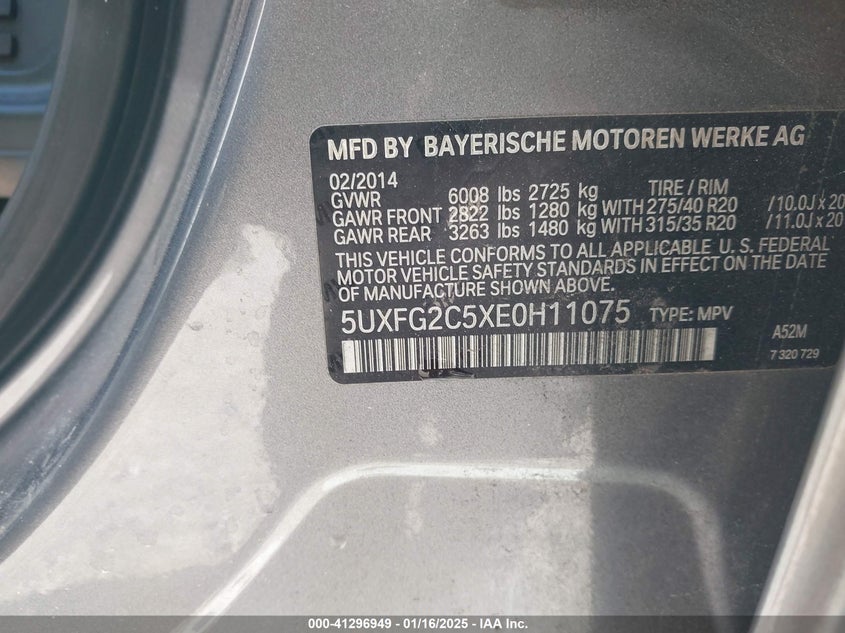 MFD BY BAYERISCHE MOTOREN WERKE AG
02/2014 TIRE / RIM
GVWR 6008 lbs 2725 kg
GAWR FRONT 2822 lbs 1280 kg WITH 275/40 R20 /10.0J x 20
GAWR REAR 3263 lbs 1480 kg WITH 315/35 R20 /11.0J x 20
THIS VEHICLE CONFORMS TO ALL APPLICABLE U.S. FEDERAL
MOTOR VEHICLE SAFETY STANDARDS IN EFFECT ON THE DATE
OF MANUFACTURE SHOWN ABOVE.
5UXFG2C5XE0H11075 TYPE: MPV
A52M
7 320 729
000-41296949 - 01/16/2025 - IAA Inc.